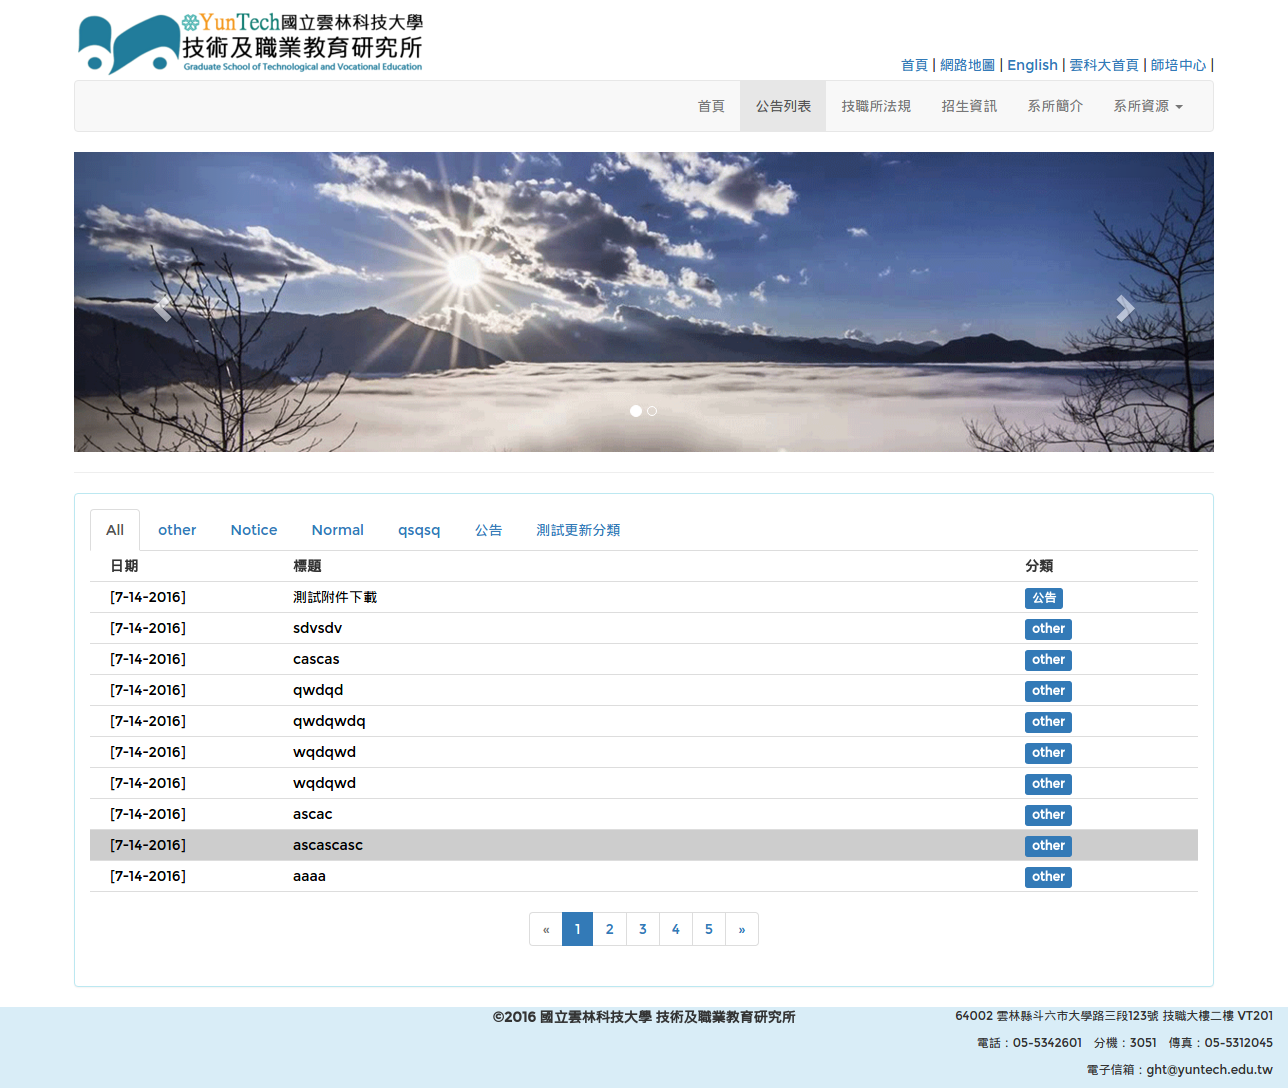 YunTech國立雲林科技大學
技術及職業教育研究所
Graduate School of Technological and Vocational Education
首頁 | 網路地圖 | English | 雲科大首頁 | 師培中心 |
首頁 公告列表 技職所法規 招生資訊 系所簡介 系所資源
All other Notice Normal qsqsq 公告 測試更新分類
日期 標題 分類
[7-14-2016] 測試附件下載 公告
[7-14-2016] sdvsdv other
[7-14-2016] cascas other
[7-14-2016] qwdqd other
[7-14-2016] qwdqwdq other
[7-14-2016] wqdqwd other
[7-14-2016] wqdqwd other
[7-14-2016] ascac other
[7-14-2016] ascascasc other
[7-14-2016] aaaa other
« 1 2 3 4 5 »
©2016 國立雲林科技大學 技術及職業教育研究所
64002 雲林縣斗六市大學路三段123號 技職大樓二樓 VT201
電話：05-5342601 分機：3051 傳真：05-5312045
電子信箱：ght@yuntech.edu.tw